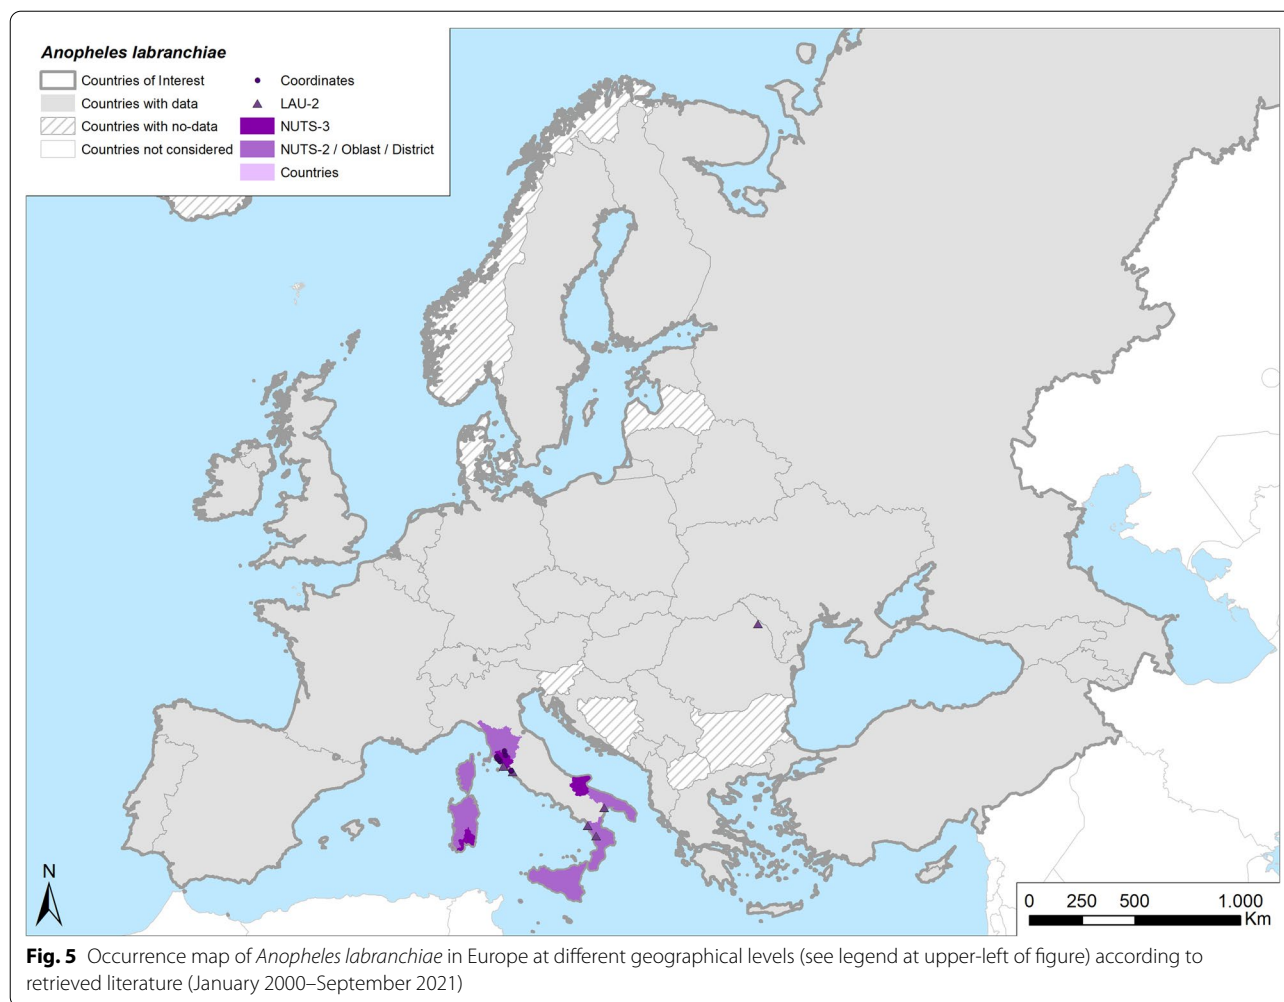 Anopheles labranchiae
Countries of Interest
Countries with data
Countries with no-data
Countries not considered
Coordinates
LAU-2
NUTS-3
NUTS-2 / Oblast / District
Countries
N
0 250 500 1.000
Km
Fig. 5 Occurrence map of Anopheles labranchiae in Europe at different geographical levels (see legend at upper-left of figure) according to
retrieved literature (January 2000–September 2021)